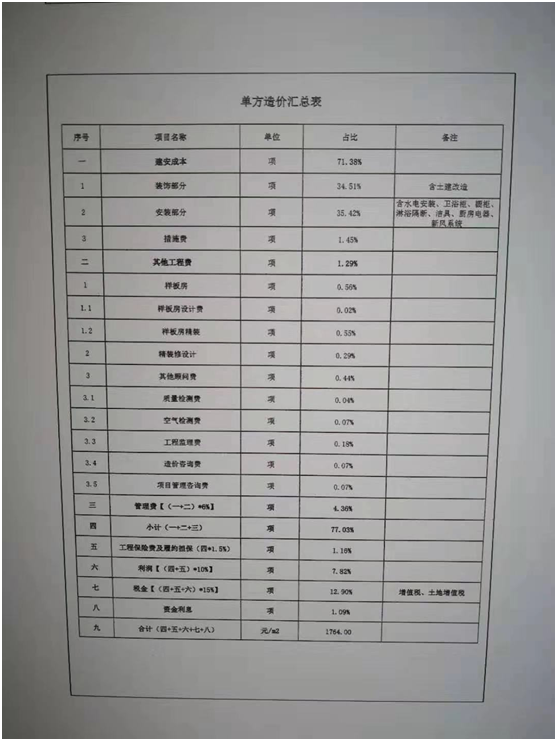 单方造价汇总表
序号 项目名称 单位 占比 备注
一 建安成本 项 71.38%
1 装饰部分 项 34.51% 含土建改造
2 安装部分 项 35.42% 含水电安装、卫浴柜、橱柜、
淋浴隔断、洁具、厨房电器、
新风系统
3 措施费 项 1.45%
二 其他工程费 项 1.29%
1 样板房 项 0.56%
1.1 样板房设计费 项 0.02%
1.2 样板房精装 项 0.55%
2 精装修设计 项 0.29%
3 其他顾问费 项 0.44%
3.1 质量检测费 项 0.04%
3.2 空气检测费 项 0.07%
3.3 工程监理费 项 0.18%
3.4 造价咨询费 项 0.07%
3.5 项目管理咨询费 项 0.07%
三 管理费【(一+二)*6%】 项 4.36%
四 小计(一+二+三) 项 77.03%
五 工程保险费及履约担保(四*1.5%) 项 1.16%
六 利润【(四+五)*10%】 项 7.82%
七 税金【(四+五+六)*15%】 项 12.90% 增值税、土地增值税
八 资金利息 项 1.09%
九 合计(四+五+六+七+八) 元/m2 1764.00